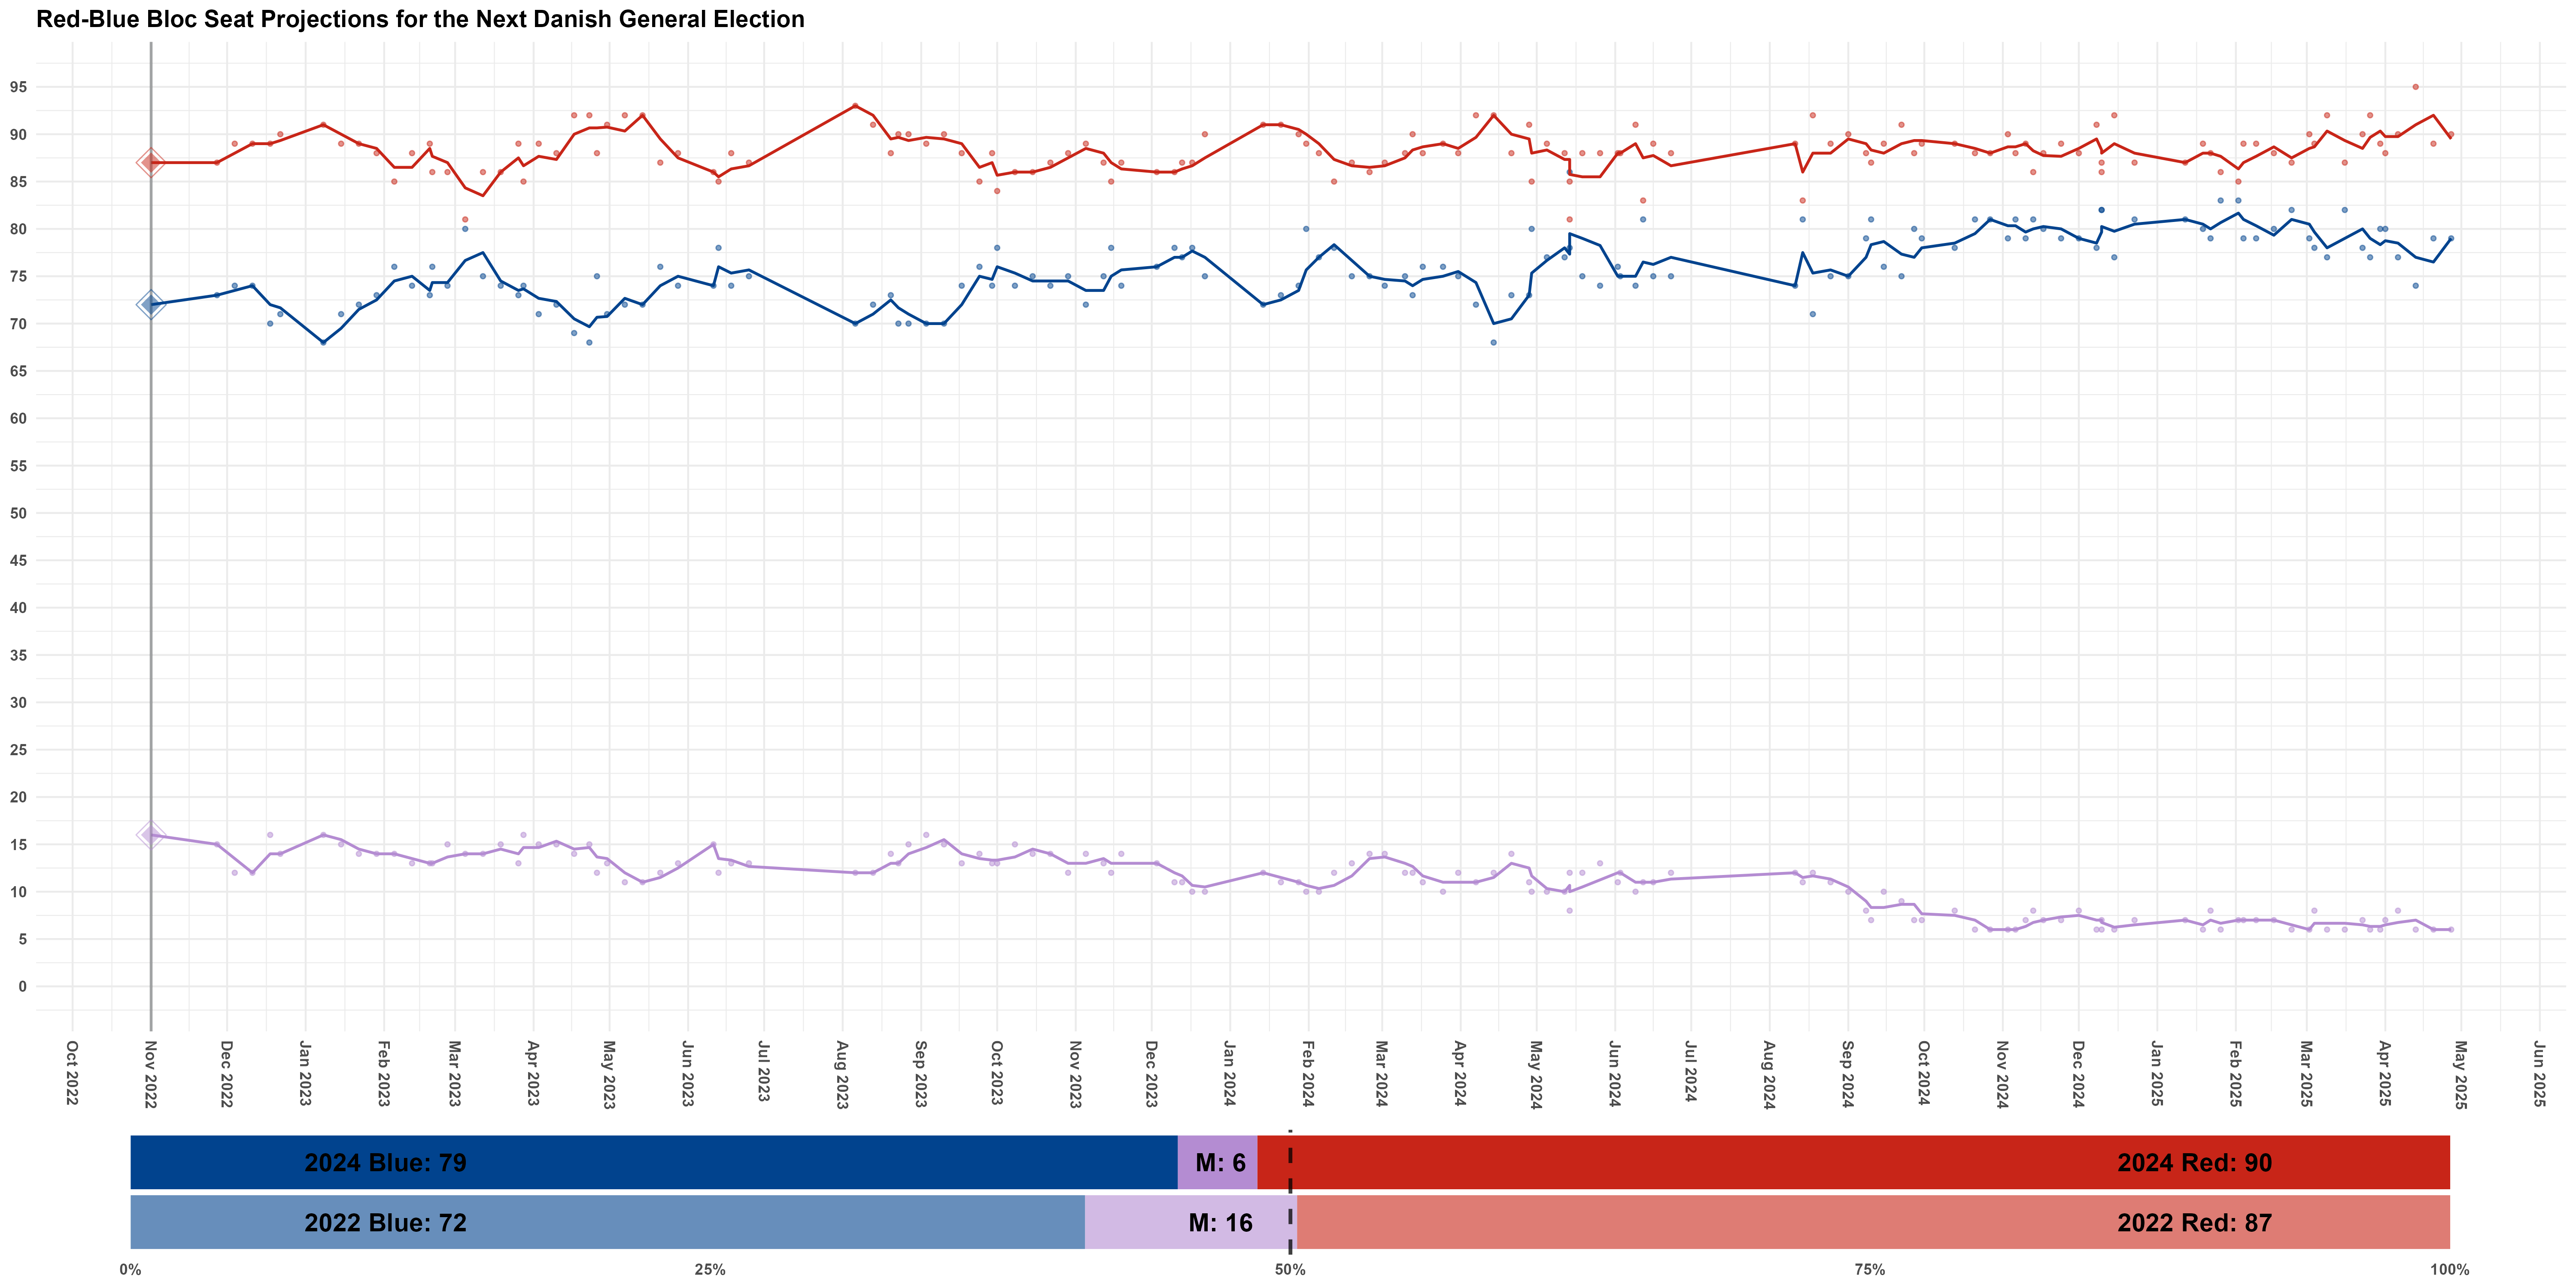 Red-Blue Bloc Seat Projections for the Next Danish General Election
95
90
85
80
75
70
65
60
55
50
45
40
35
30
25
20
15
10
5
0
Oct 2022
Nov 2022
Dec 2022
Jan 2023
Feb 2023
Mar 2023
Apr 2023
May 2023
Jun 2023
Jul 2023
Aug 2023
Sep 2023
Oct 2023
Nov 2023
Dec 2023
Jan 2024
Feb 2024
Mar 2024
Apr 2024
May 2024
Jun 2024
Jul 2024
Aug 2024
Sep 2024
Oct 2024
Nov 2024
Dec 2024
Jan 2025
Feb 2025
Mar 2025
Apr 2025
May 2025
Jun 2025
2024 Blue: 79 M: 6 2024 Red: 90
2022 Blue: 72 M: 16 2022 Red: 87
0% 25% 50% 75% 100%